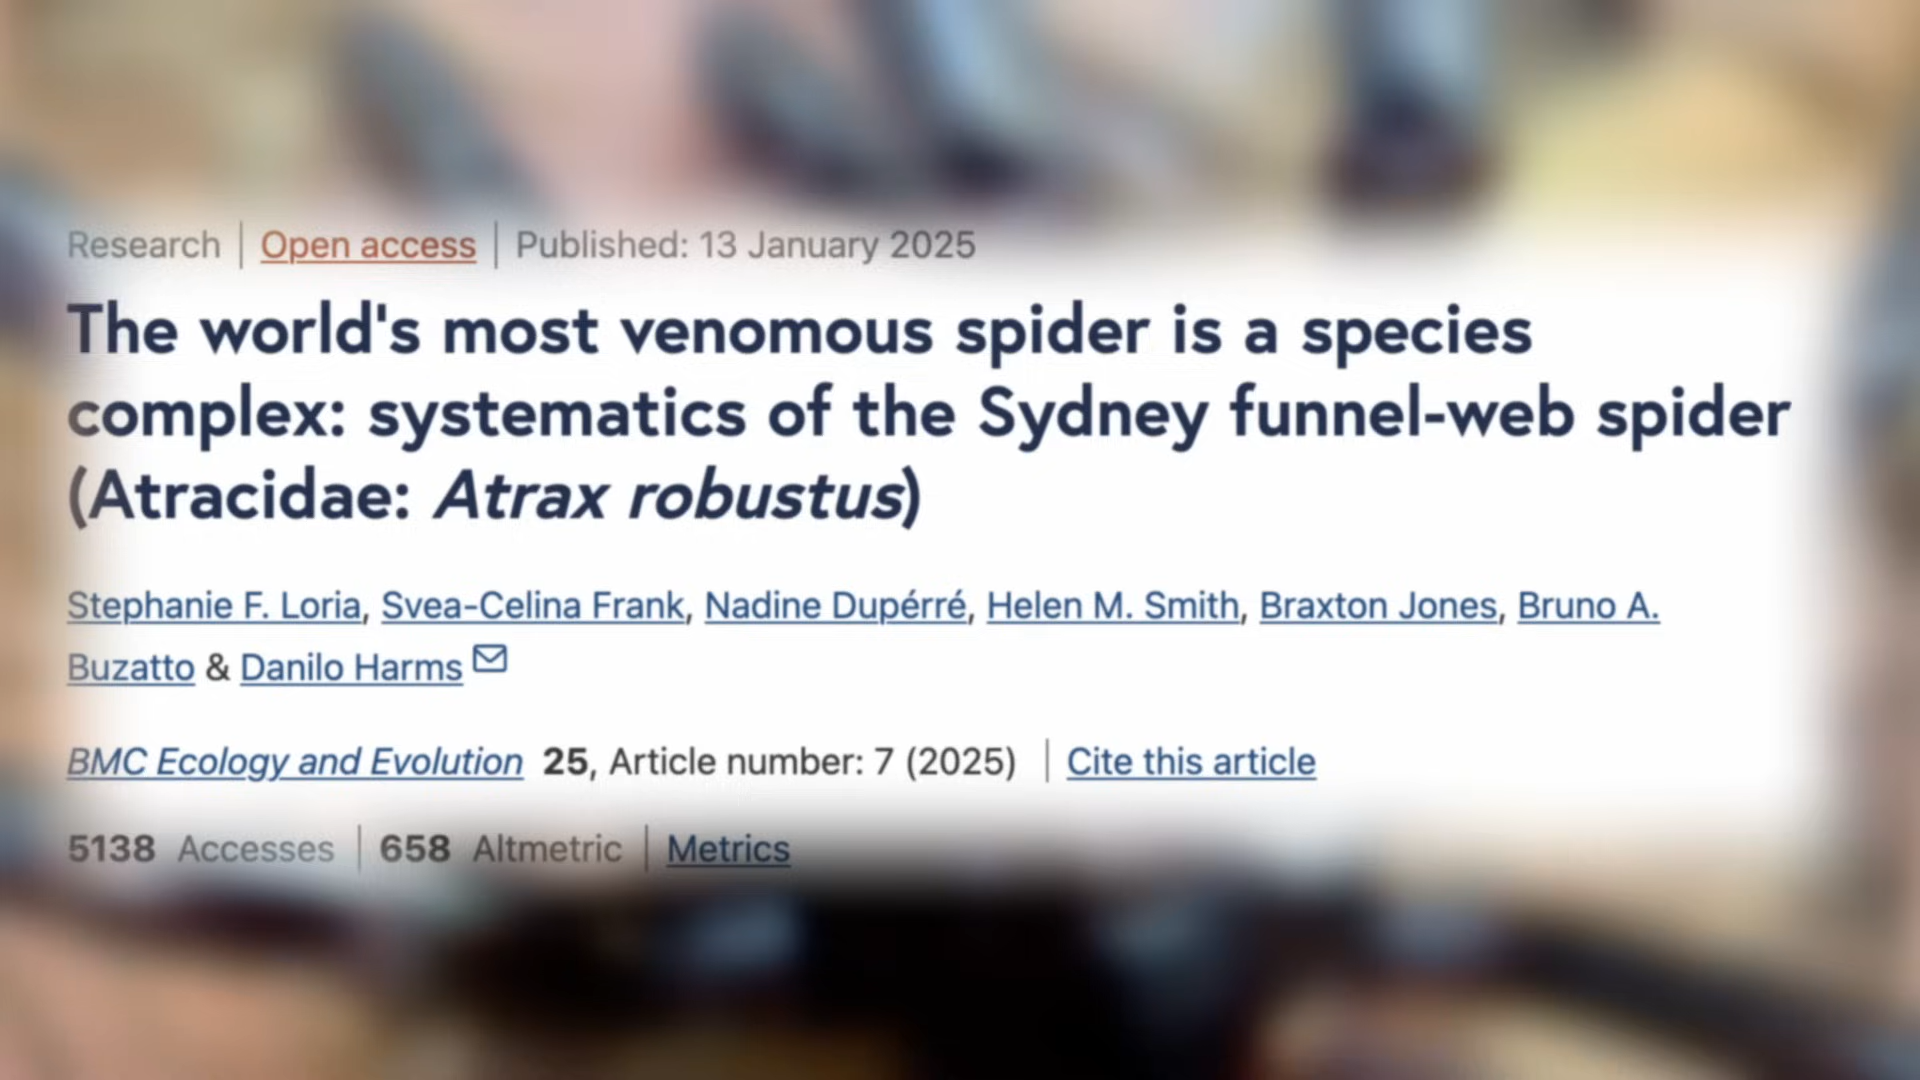 Research | Open access | Published: 13 January 2025
The world's most venomous spider is a species
complex: systematics of the Sydney funnel-web spider
(Atracidae: Atrax robustus)
Stephanie F. Loria, Svea-Celina Frank, Nadine Dupérré, Helen M. Smith, Braxton Jones, Bruno A.
Buzatto & Danilo Harms
BMC Ecology and Evolution 25, Article number: 7 (2025) | Cite this article
5138 Accesses | 658 Altmetric | Metrics